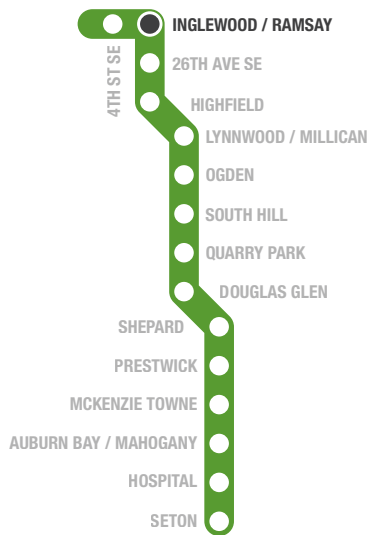 INGLEWOOD / RAMSAY
4TH ST SE
26TH AVE SE
HIGHFIELD
LYNNWOOD / MILLICAN
OGDEN
SOUTH HILL
QUARRY PARK
DOUGLAS GLEN
SHEPARD
PRESTWICK
MCKENZIE TOWNE
AUBURN BAY / MAHOGANY
HOSPITAL
SETON